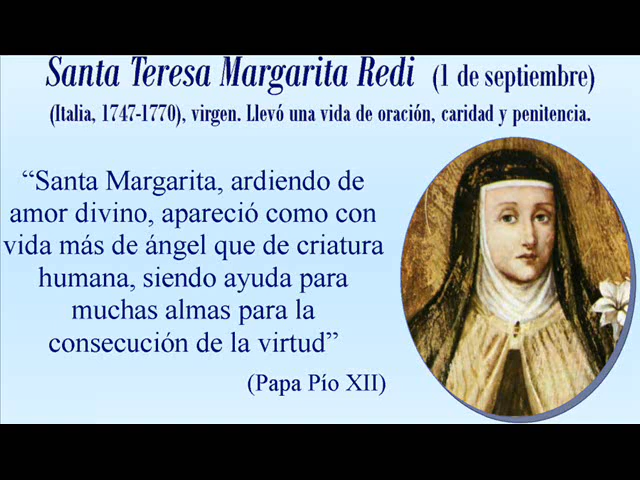 Santa Teresa Margarita Redi (1 de septiembre)
(Italia, 1747-1770), virgen. Llevó una vida de oración, caridad y penitencia.
“Santa Margarita, ardiendo de
amor divino, apareció como con
vida más de ángel que de criatura
humana, siendo ayuda para
muchas almas para la
consecución de la virtud”
(Papa Pío XII)